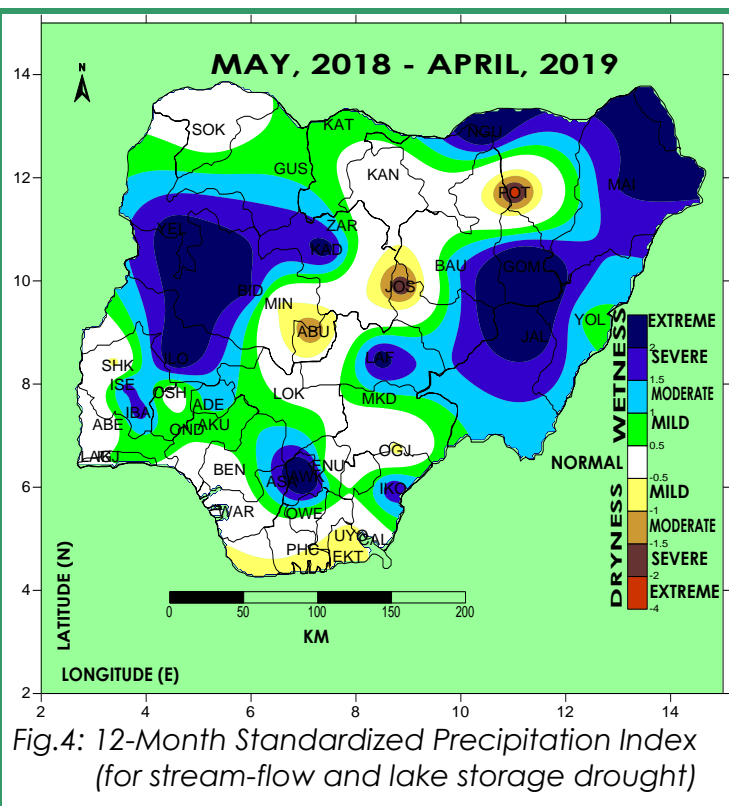 MAY, 2018 - APRIL, 2019
N
14
12
10
8
6
4
2
2 4 6 8 10 12 14
LATITUDE (N)
LONGITUDE (E)
SOK
KAT
NGU
GUS
KAN
MAI
POT
YEL
ZAR
KAD
BAU
GOM
BID
MIN
JOS
ABU
YOL
JAL
ILO
LAF
SHK
ISE
OSH
LOK
MKD
IBA
ADE
ABE
AKU
OND
OGJ
IKJ
BEN
ENU
AWK
ASA
IKO
WAR
OWE
UYO
CAL
PHC
EKT
0 50 100 150 200
KM
WETNESS
DRYNESS
EXTREME
2
SEVERE
1.5
MODERATE
1
MILD
0.5
NORMAL
-0.5
MILD
-1
MODERATE
-1.5
SEVERE
-2
EXTREME
-4
Fig.4: 12-Month Standardized Precipitation Index
(for stream-flow and lake storage drought)